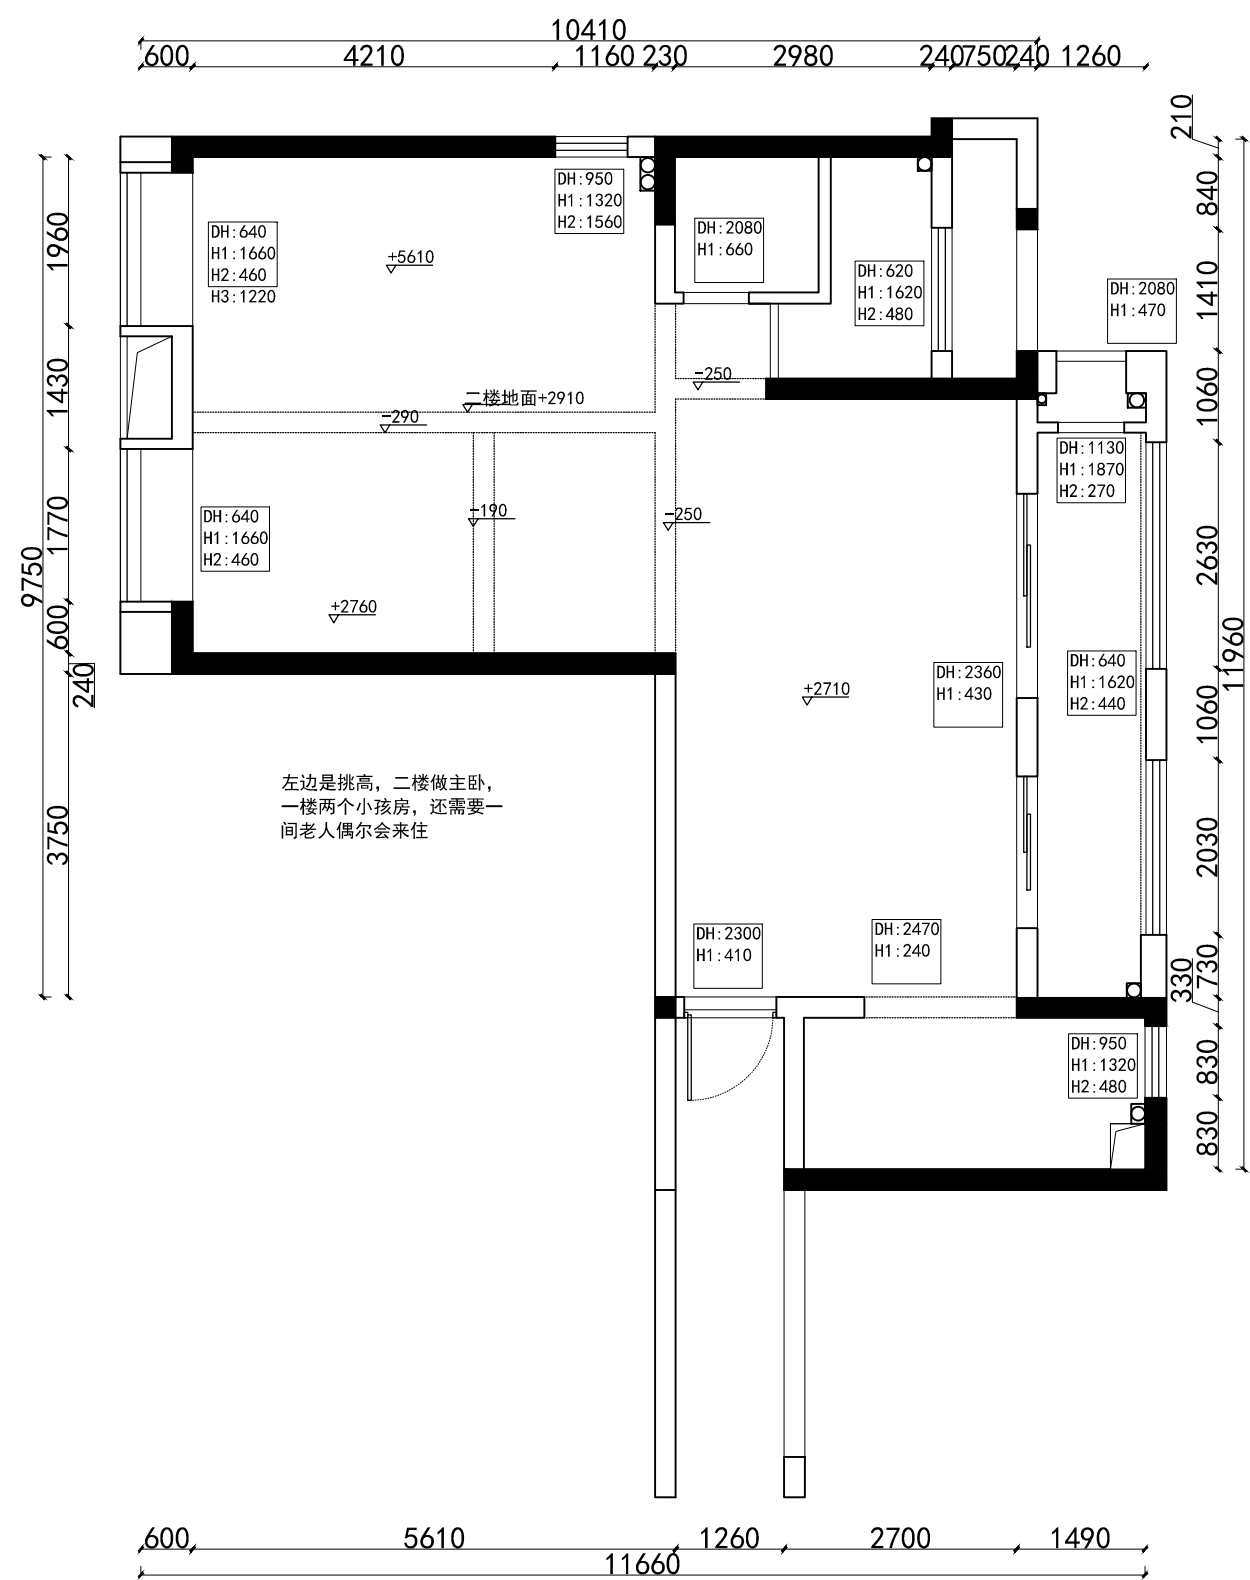 10410
600
4210
1160
230
2980
240
750
240
1260
210
840
1410
1060
2630
1060
2030
730
330
830
830
11960
9750
1960
1430
1770
600
240
3750
DH:640
H1:1660
H2:460
H3:1220
+5610
DH:950
H1:1320
H2:1560
DH:2080
H1:660
DH:620
H1:1620
H2:480
DH:2080
H1:470
-250
二楼地面+2910
-290
DH:1130
H1:1870
H2:270
DH:640
H1:1660
H2:460
-190
-250
+2760
DH:2360
H1:430
DH:640
H1:1620
H2:440
+2710
左边是挑高，二楼做主卧，
一楼两个小孩房，还需要一
间老人偶尔会来住
DH:2300
H1:410
DH:2470
H1:240
DH:950
H1:1320
H2:480
600
5610
1260
2700
1490
11660